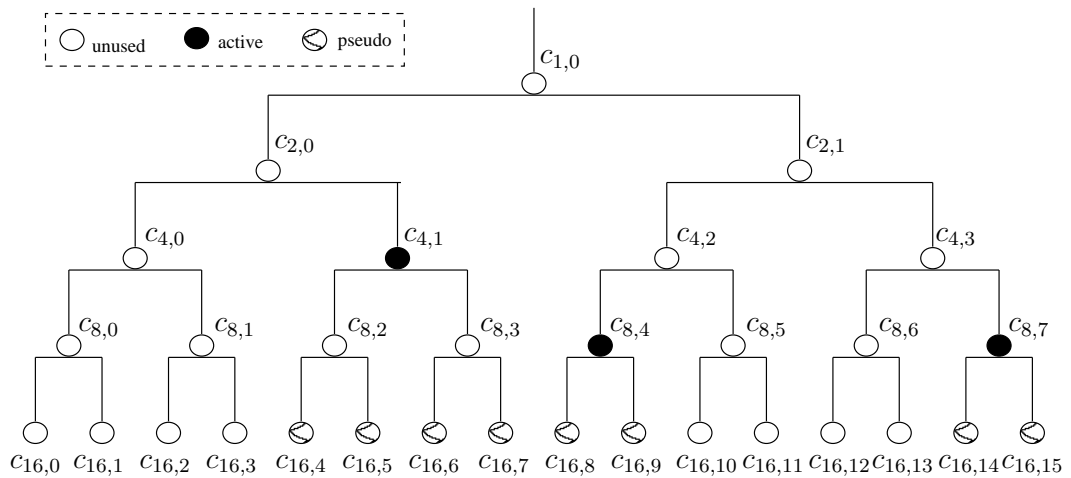 unused active pseudo
c1,0
c2,0 c2,1
c4,0 c4,1 c4,2 c4,3
c8,0 c8,1 c8,2 c8,3 c8,4 c8,5 c8,6 c8,7
c16,0 c16,1 c16,2 c16,3 c16,4 c16,5 c16,6 c16,7 c16,8 c16,9 c16,10 c16,11 c16,12 c16,13 c16,14 c16,15